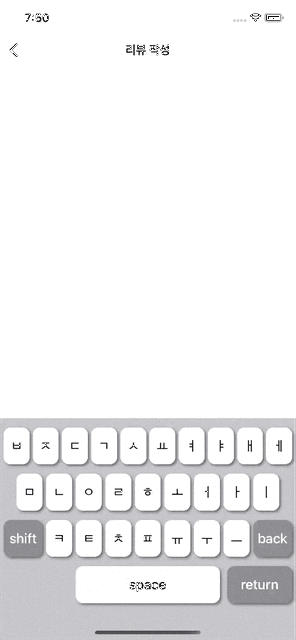 7:50
리뷰 작성
ㅂ ㅈ ㄷ ㄱ ㅅ ㅛ ㅕ ㅑ ㅐ ㅔ
ㅁ ㄴ ㅇ ㄹ ㅎ ㅗ ㅓ ㅏ ㅣ
shift ㅋ ㅌ ㅊ ㅍ ㅠ ㅜ ㅡ back
space return